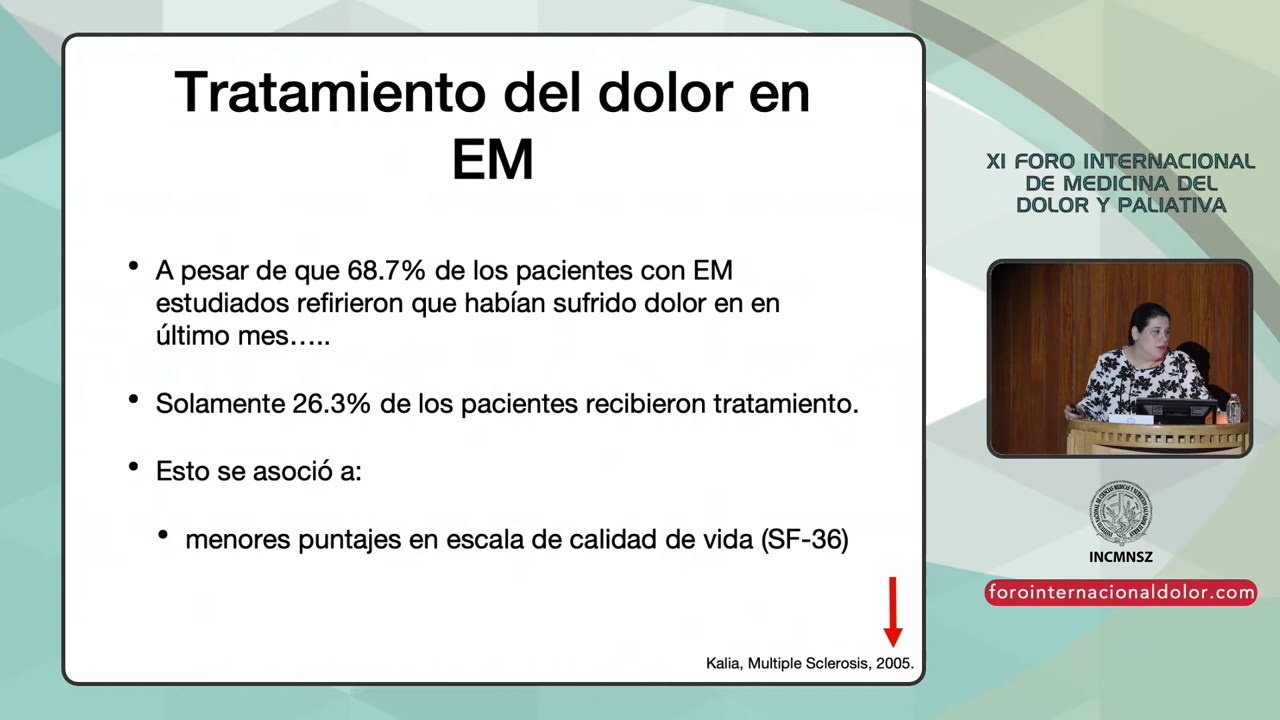 Tratamiento del dolor en
EM
• A pesar de que 68.7% de los pacientes con EM
estudiados refirieron que habían sufrido dolor en en
último mes…..
• Solamente 26.3% de los pacientes recibieron tratamiento.
• Esto se asoció a:
• menores puntajes en escala de calidad de vida (SF-36)
Kalia, Multiple Sclerosis, 2005.
XI FORO INTERNACIONAL
DE MEDICINA DEL
DOLOR Y PALIATIVA
INCMNSZ
forointernacionaldolor.com